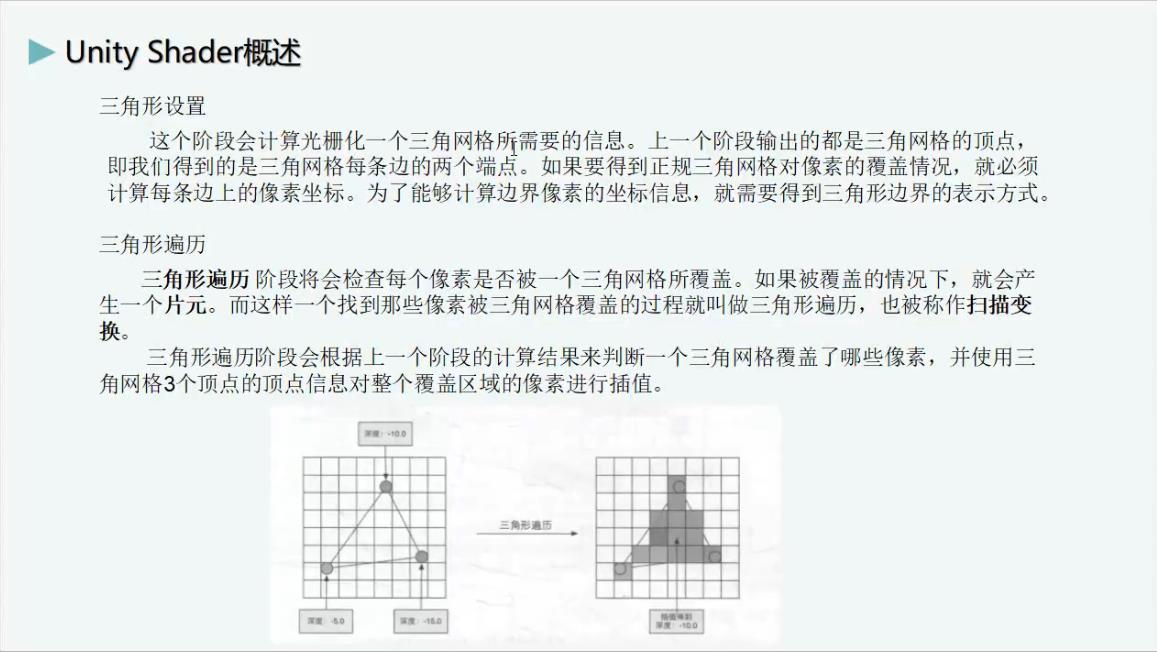 Unity Shader概述
三角形设置
这个阶段会计算光栅化一个三角网格所需要的信息。上一个阶段输出的都是三角网格的顶点，
即我们得到的是三角网格每条边的两个端点。如果要得到正规三角网格对像素的覆盖情况，就必须
计算每条边上的像素坐标。为了能够计算边界像素的坐标信息，就需要得到三角形边界的表示方式。
三角形遍历
三角形遍历 阶段将会检查每个像素是否被一个三角网格所覆盖。如果被覆盖的情况下，就会产
生一个片元。而这样一个找到那些像素被三角网格覆盖的过程就叫做三角形遍历，也被称作扫描变
换。
三角形遍历阶段会根据上一个阶段的计算结果来判断一个三角网格覆盖了哪些像素，并使用三
角网格3个顶点的顶点信息对整个覆盖区域的像素进行插值。
深度：-10.0
三角形遍历
深度：-5.0
深度：-15.0
插值得到
深度：-10.0